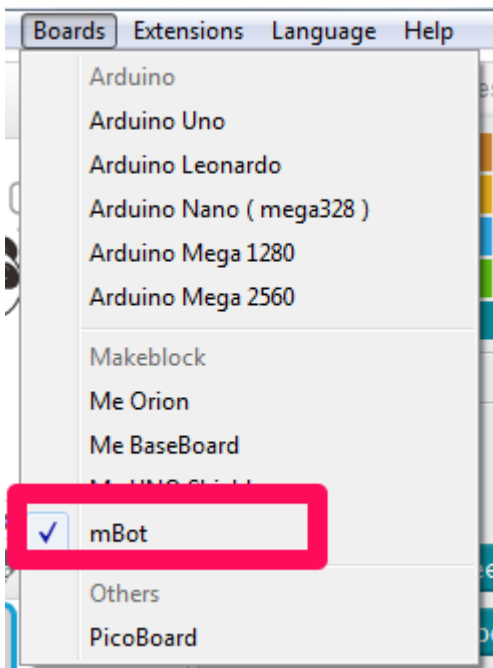 Boards Extensions Language Help
Arduino
Arduino Uno
Arduino Leonardo
Arduino Nano ( mega328 )
Arduino Mega 1280
Arduino Mega 2560
Makeblock
Me Orion
Me BaseBoard
mBot
Others
PicoBoard